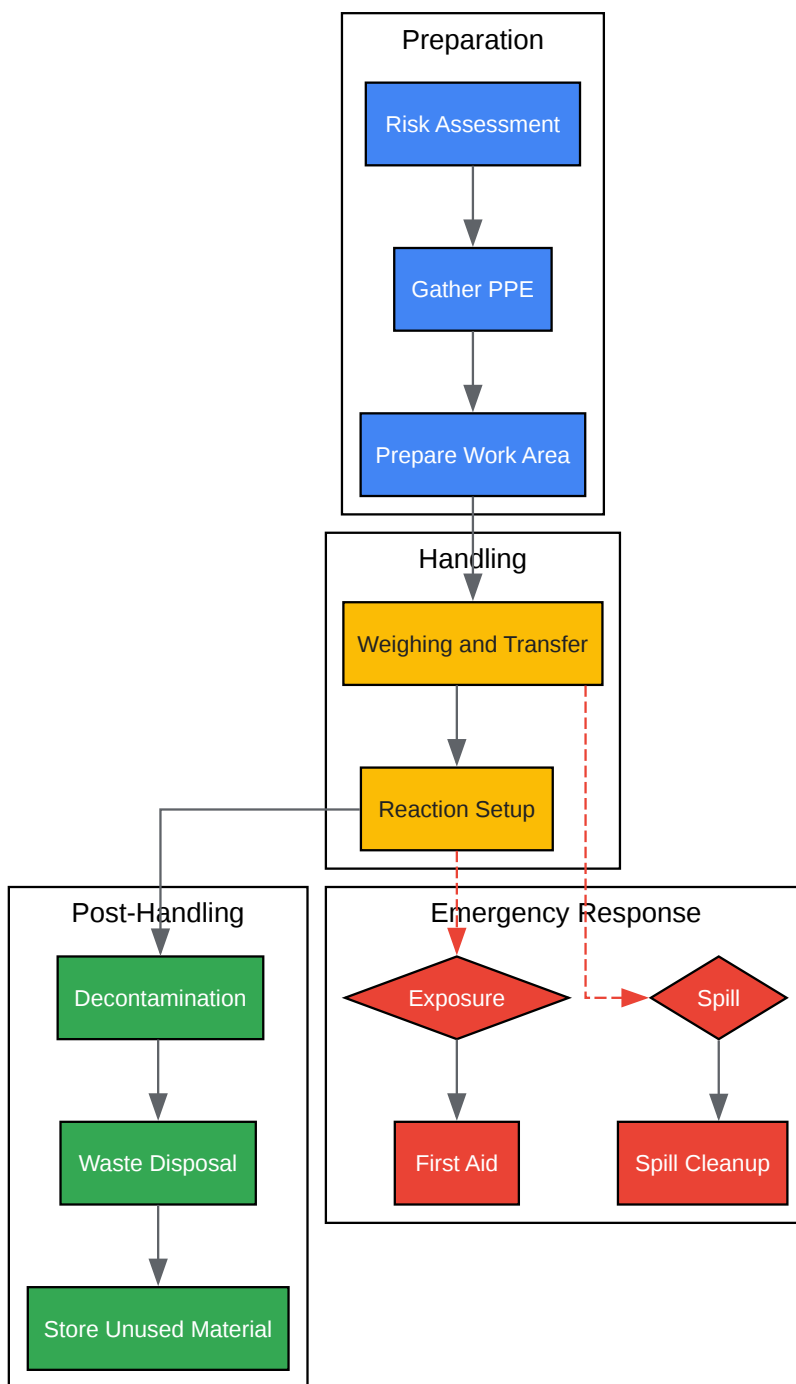 Preparation
Risk Assessment
Gather PPE
Prepare Work Area
Handling
Weighing and Transfer
Reaction Setup
Post-Handling
Decontamination
Waste Disposal
Store Unused Material
Emergency Response
Exposure
Spill
First Aid
Spill Cleanup